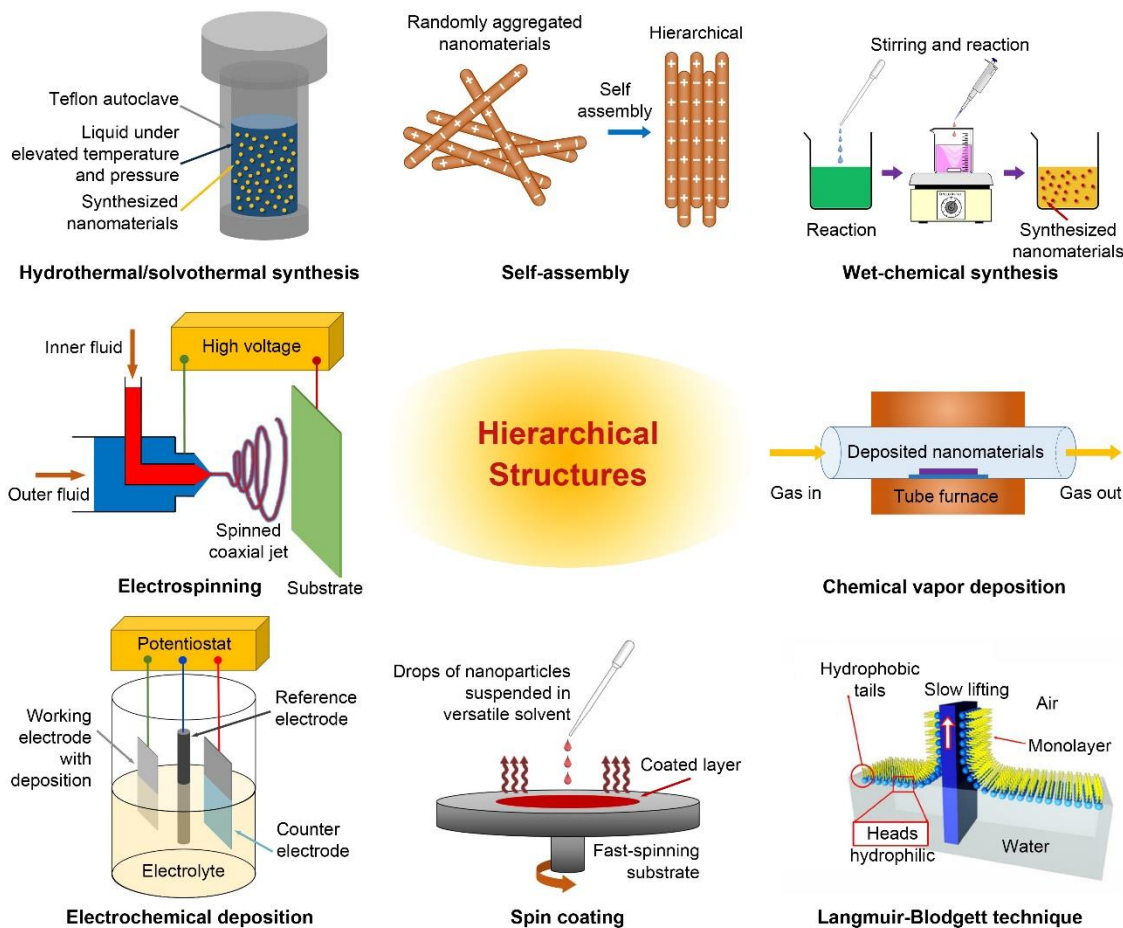 Teflon autoclave
Liquid under
elevated temperature
and pressure
Synthesized
nanomaterials
Hydrothermal/solvothermal synthesis
Randomly aggregated
nanomaterials
Hierarchical
Self
assembly
Self-assembly
Stirring and reaction
Reaction
Synthesized
nanomaterials
Wet-chemical synthesis
Inner fluid
High voltage
Outer fluid
Spinned
coaxial jet
Substrate
Electrospinning
Hierarchical
Structures
Deposited nanomaterials
Gas in
Tube furnace
Gas out
Chemical vapor deposition
Potentiostat
Reference
electrode
Working
electrode
with
deposition
Counter
electrode
Electrolyte
Electrochemical deposition
Drops of nanoparticles
suspended in
versatile solvent
Coated layer
Fast-spinning
substrate
Spin coating
Hydrophobic
tails
Slow lifting
Air
Monolayer
Heads
hydrophilic
Water
Langmuir-Blodgett technique